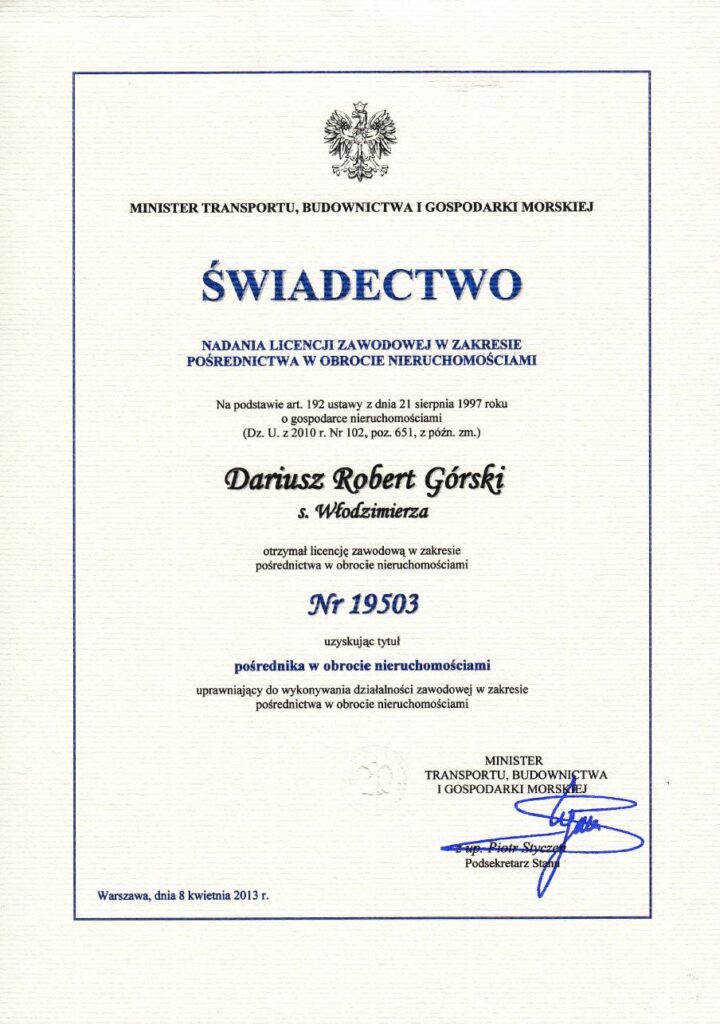 MINISTER TRANSPORTU, BUDOWNICTWA I GOSPODARKI MORSKIEJ
ŚWIADECTWO
NADANIA LICENCJI ZAWODOWEJ W ZAKRESIE
POŚREDNICTWA W OBROCIE NIERUCHOMOŚCIAMI
Na podstawie art. 192 ustawy z dnia 21 sierpnia 1997 roku
o gospodarce nieruchomościami
(Dz. U. z 2010 r. Nr 102, poz. 651, z późn. zm.)
Dariusz Robert Górski
s. Włodzimierza
otrzymał licencję zawodową w zakresie
pośrednictwa w obrocie nieruchomościami
Nr 19503
uzyskując tytuł
pośrednika w obrocie nieruchomościami
uprawniający do wykonywania działalności zawodowej w zakresie
pośrednictwa w obrocie nieruchomościami
MINISTER
TRANSPORTU, BUDOWNICTWA
I GOSPODARKI MORSKIEJ
z up. Piotr Styczeń
Podsekretarz Stanu
Warszawa, dnia 8 kwietnia 2013 r.